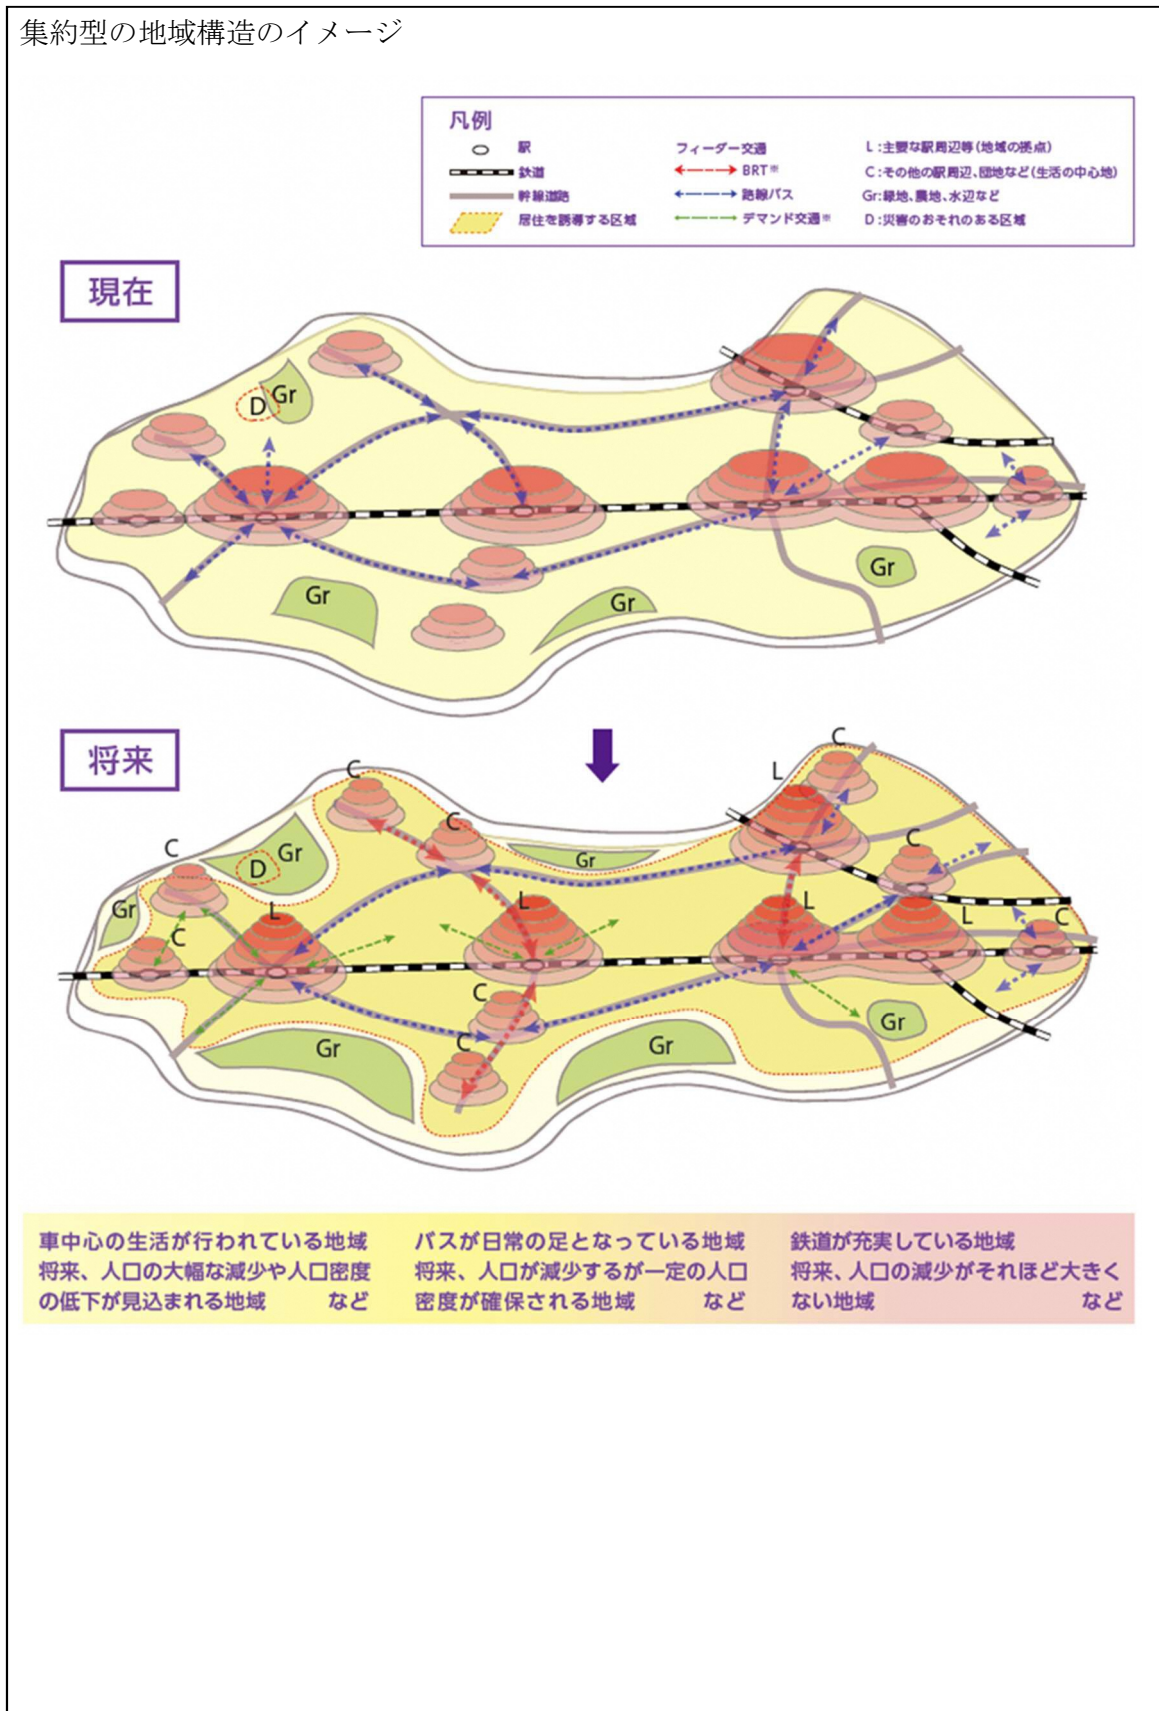 集約型の地域構造のイメージ
凡例
駅
鉄道
幹線道路
居住を誘導する区域
フィーダー交通
BRT※
路線バス
デマンド交通※
L:主要な駅周辺等(地域の拠点)
C:その他の駅周辺、団地など(生活の中心地)
Gr:緑地、農地、水辺など
D:災害のおそれのある区域
現在
Gr
D
Gr
Gr
Gr
将来
C
L
C
C
C
Gr
D
Gr
C
Gr
L
L
L
L
C
C
C
Gr
C
Gr
Gr
車中心の生活が行われている地域
将来、人口の大幅な減少や人口密度
の低下が見込まれる地域 など
バスが日常の足となっている地域
将来、人口が減少するが一定の人口
密度が確保される地域 など
鉄道が充実している地域
将来、人口の減少がそれほど大きく
ない地域 など